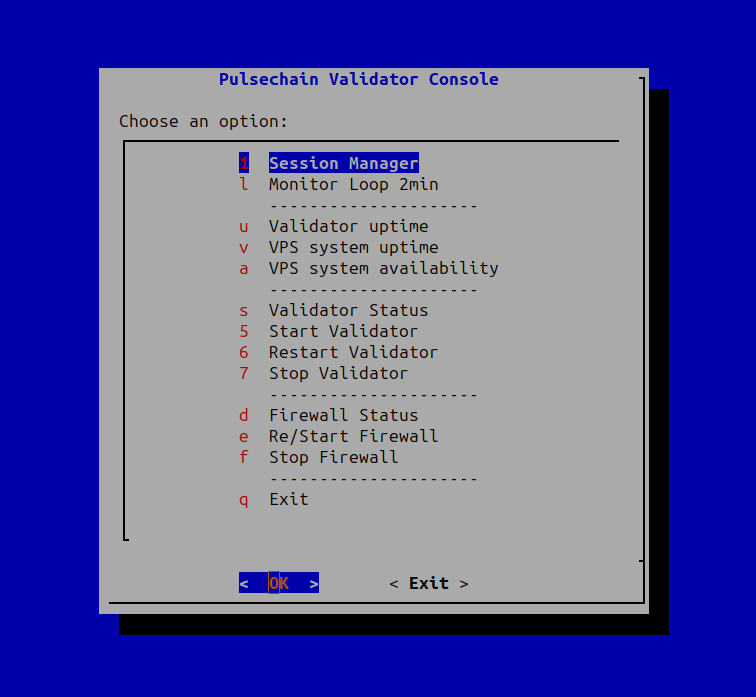 Pulsechain Validator Console
Choose an option:
1 Session Manager
l Monitor Loop 2min
---------------------
u Validator uptime
v VPS system uptime
a VPS system availability
---------------------
s Validator Status
5 Start Validator
6 Restart Validator
7 Stop Validator
---------------------
d Firewall Status
e Re/Start Firewall
f Stop Firewall
---------------------
q Exit
< OK > < Exit >